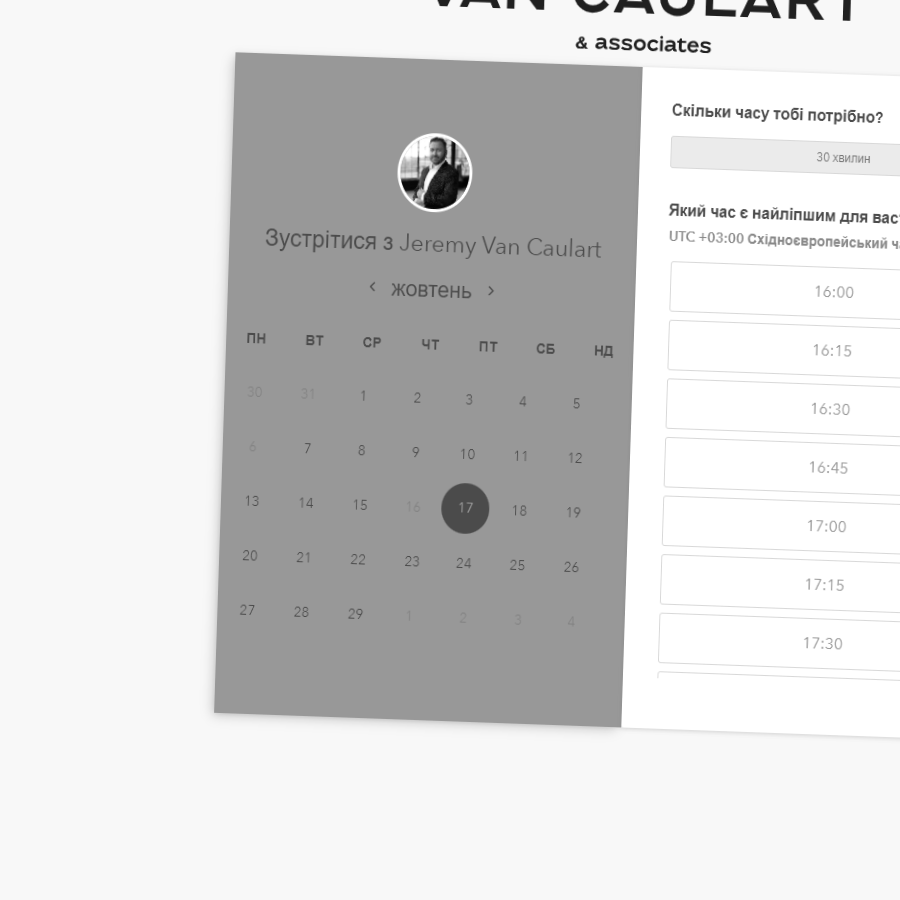 VAN CAULART
& associates
Зустрітися з Jeremy Van Caulart
‹ жовтень ›
ПН ВТ СР ЧТ ПТ СБ НД
30 31 1 2 3 4 5
6 7 8 9 10 11 12
13 14 15 16 17 18 19
20 21 22 23 24 25 26
27 28 29 1 2 3 4
Скільки часу тобі потрібно?
30 хвилин
Який час є найліпшим для вас
UTC +03:00 Східноєвропейський
16:00
16:15
16:30
16:45
17:00
17:15
17:30